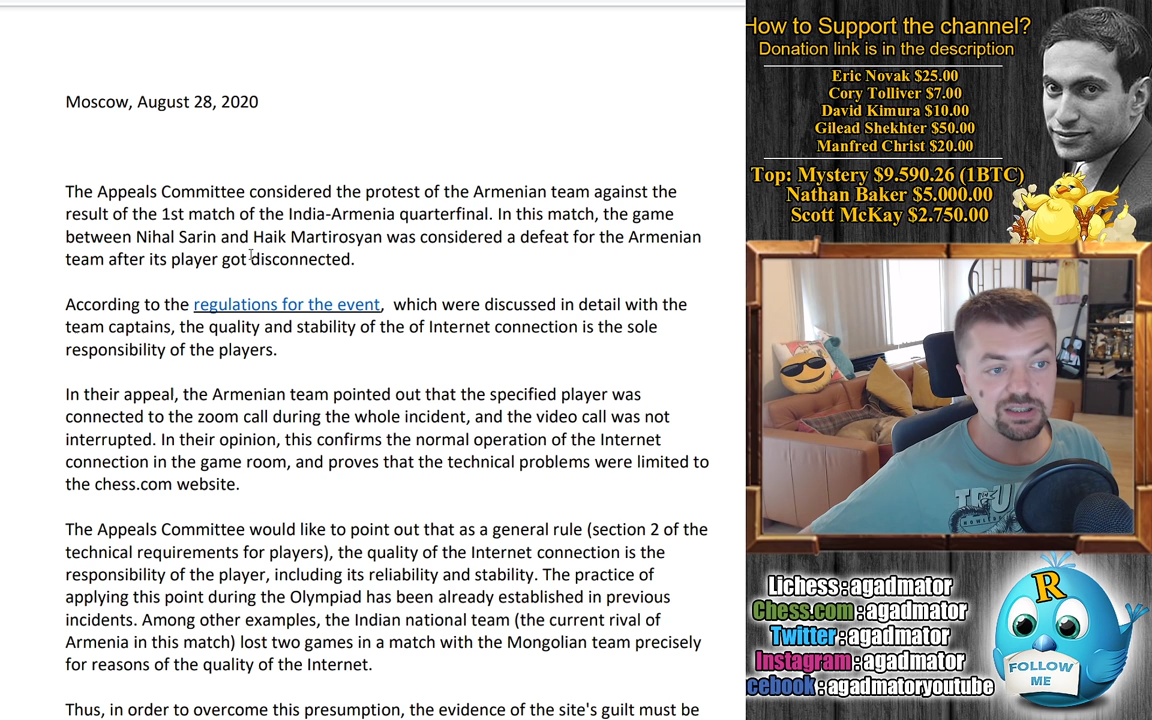 Moscow, August 28, 2020
The Appeals Committee considered the protest of the Armenian team against the
result of the 1st match of the India-Armenia quarterfinal. In this match, the game
between Nihal Sarin and Haik Martirosyan was considered a defeat for the Armenian
team after its player got disconnected.
According to the regulations for the event, which were discussed in detail with the
team captains, the quality and stability of the of Internet connection is the sole
responsibility of the players.
In their appeal, the Armenian team pointed out that the specified player was
connected to the zoom call during the whole incident, and the video call was not
interrupted. In their opinion, this confirms the normal operation of the Internet
connection in the game room, and proves that the technical problems were limited to
the chess.com website.
The Appeals Committee would like to point out that as a general rule (section 2 of the
technical requirements for players), the quality of the Internet connection is the
responsibility of the player, including its reliability and stability. The practice of
applying this point during the Olympiad has been already established in previous
incidents. Among other examples, the Indian national team (the current rival of
Armenia in this match) lost two games in a match with the Mongolian team precisely
for reasons of the quality of the Internet.
Thus, in order to overcome this presumption, the evidence of the site's guilt must be
How to Support the channel?
Donation link is in the description
Eric Novak $25.00
Cory Tolliver $7.00
David Kimura $10.00
Gilead Shekhter $50.00
Manfred Christ $20.00
Top: Mystery $9.590.26 (1BTC)
Nathan Baker $5.000.00
Scott McKay $2.750.00
Lichess:agadmator
Chess.com:agadmator
Twitter:agadmator
Instagram:agadmator
cebook:agadmatoryoutube
R
FOLLOW
ME